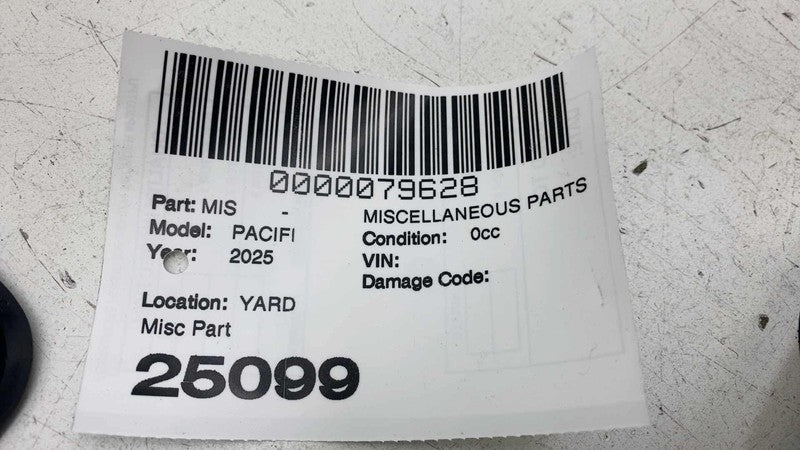 0000079628
Part: MIS - MISCELLANEOUS PARTS
Model: PACIFI Condition: 0cc
Year: 2025 VIN:
Damage Code:
Location: YARD
Misc Part
25099